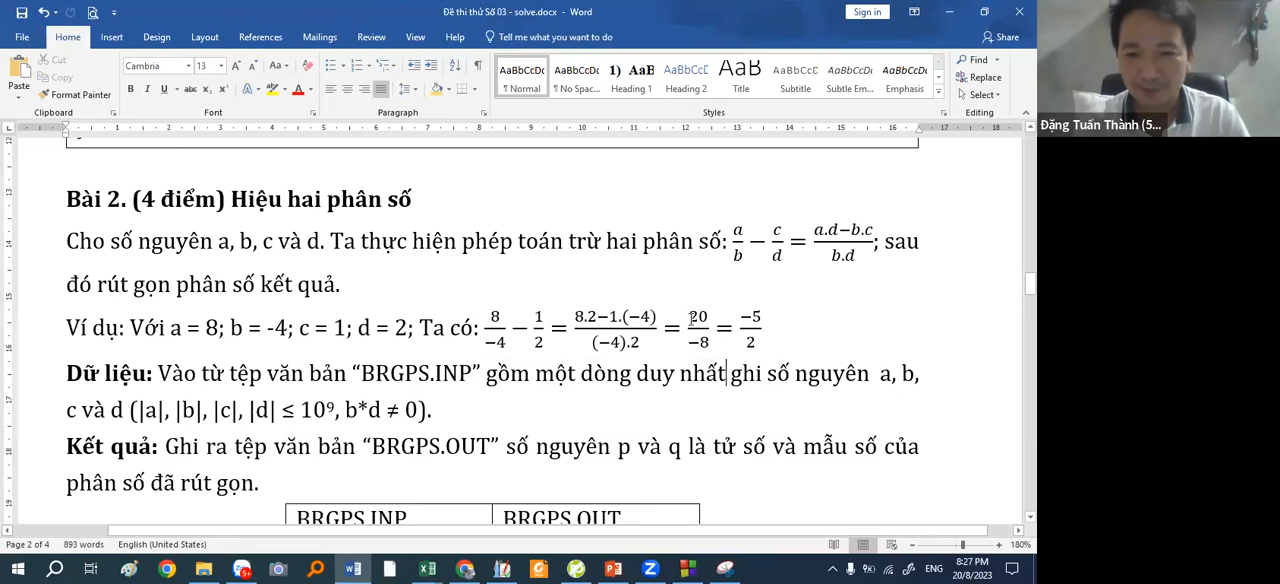 Đề thi thử Số 03 - solve.docx - Word
Sign in
File Home Insert Design Layout References Mailings Review View Help Tell me what you want to do Share
Paste Cut Copy Format Painter
Cambria 13
AaBbCcDc AaBbCcDc 1) AaB AaBbCcD AaB AaBbCcD AaBbCcDc AaBbCcDc
¶ Normal ¶ No Spac... Heading 1 Heading 2 Title Subtitle Subtle Em... Emphasis
Find Replace Select
Clipboard Font Paragraph Styles Editing
Đặng Tuấn Thành (5...
Bài 2. (4 điểm) Hiệu hai phân số
Cho số nguyên a, b, c và d. Ta thực hiện phép toán trừ hai phân số: a/b − c/d = (a.d−b.c)/(b.d); sau
đó rút gọn phân số kết quả.
Ví dụ: Với a = 8; b = -4; c = 1; d = 2; Ta có: 8/−4 − 1/2 = (8.2−1.(−4))/((−4).2) = 20/−8 = −5/2
Dữ liệu: Vào từ tệp văn bản “BRGPS.INP” gồm một dòng duy nhất ghi số nguyên a, b,
c và d (|a|, |b|, |c|, |d| ≤ 10⁹, b*d ≠ 0).
Kết quả: Ghi ra tệp văn bản “BRGPS.OUT” số nguyên p và q là tử số và mẫu số của
phân số đã rút gọn.
BRGPS.INP BRGPS.OUT
Page 2 of 4 893 words English (United States) 180%
ENG 8:27 PM
20/8/2023